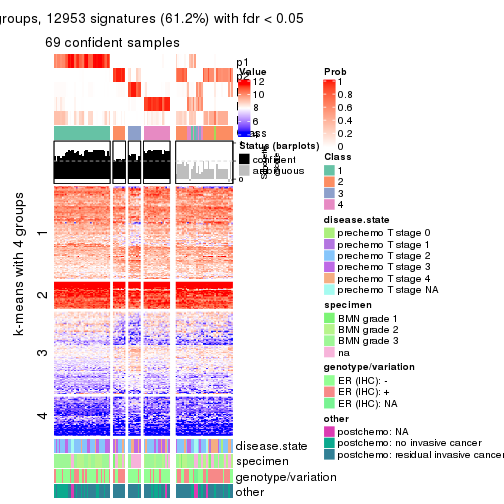 groups, 12953 signatures (61.2%) with fdr < 0.05
69 confident samples
p1
p2
Value
12
10
8
6
Prob
1
0.8
0.6
0.4
0.2
0
Status (barplots)
confident
Class
1
2
3
4
disease.state
prechemo T stage 0
prechemo T stage 1
prechemo T stage 2
prechemo T stage 3
prechemo T stage 4
prechemo T stage NA
specimen
BMN grade 1
BMN grade 2
BMN grade 3
na
genotype/variation
ER (IHC): -
ER (IHC): +
ER (IHC): NA
other
postchemo: NA
postchemo: no invasive cancer
postchemo: residual invasive cancer
k-means with 4 groups
1
2
3
4
disease.state
specimen
genotype/variation
other